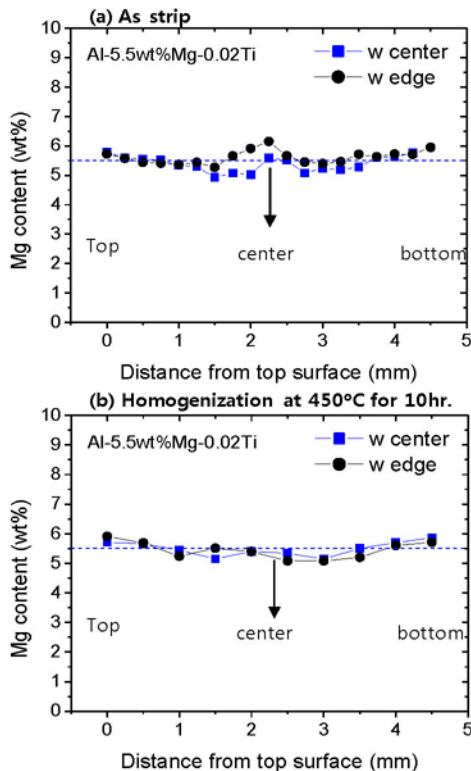 (a) As strip
10
9
8
7
6
5
4
3
2
1
0
Mg content (wt%)
Al-5.5wt%Mg-0.02Ti
w center
w edge
Top
center
bottom
0
1
2
3
4
5
Distance from top surface (mm)
(b) Homogenization at 450°C for 10hr.
10
9
8
7
6
5
4
3
2
1
0
Mg content (wt%)
Al-5.5wt%Mg-0.02Ti
w center
w edge
Top
center
bottom
0
1
2
3
4
5
Distance from top surface (mm)